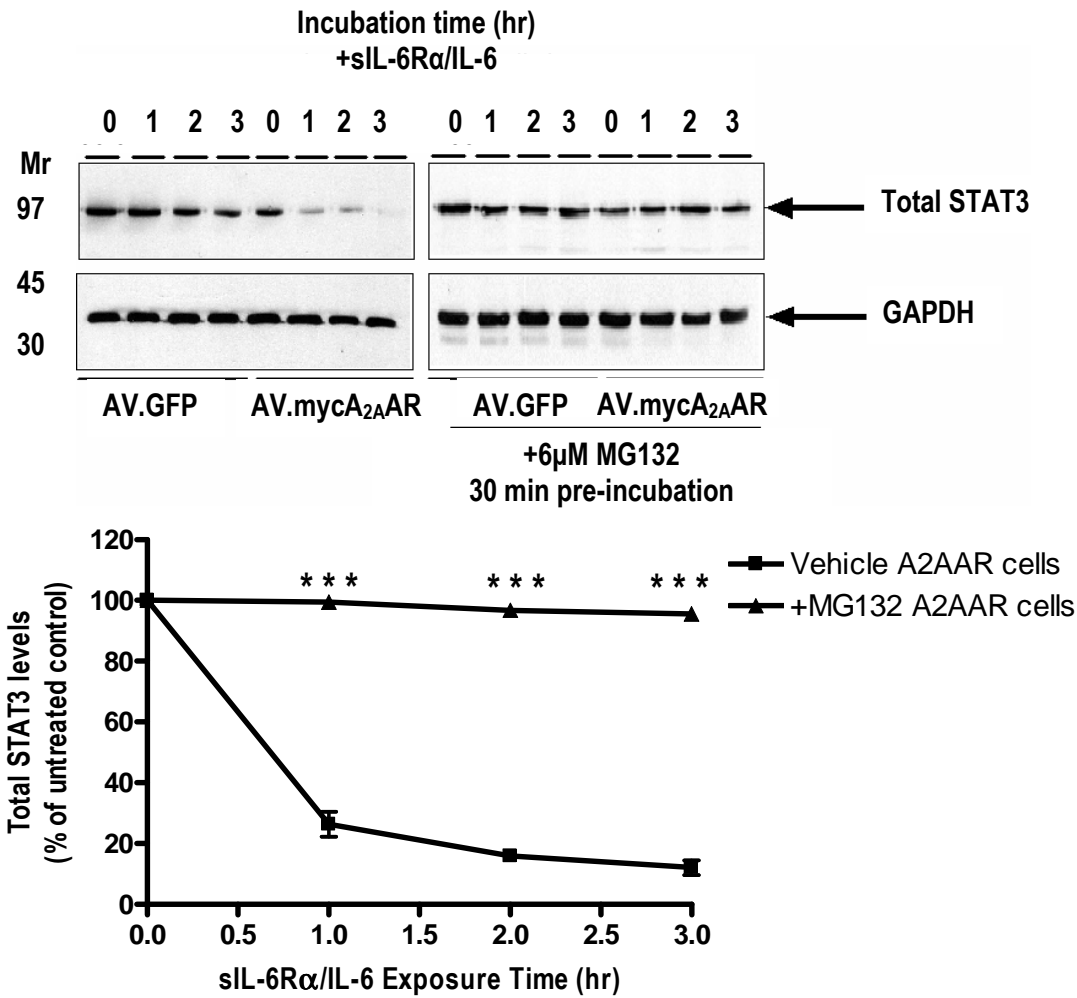 Incubation time (hr)
+sIL-6Rα/IL-6
0 1 2 3 0 1 2 3 0 1 2 3 0 1 2 3
Mr
97
Total STAT3
45
GAPDH
30
AV.GFP AV.mycA2AAR AV.GFP AV.mycA2AAR
+6µM MG132
30 min pre-incubation
120
100
80
60
40
20
0
Total STAT3 levels
(% of untreated control)
*** *** ***
Vehicle A2AAR cells
+MG132 A2AAR cells
0.0 0.5 1.0 1.5 2.0 2.5 3.0
sIL-6Rα/IL-6 Exposure Time (hr)